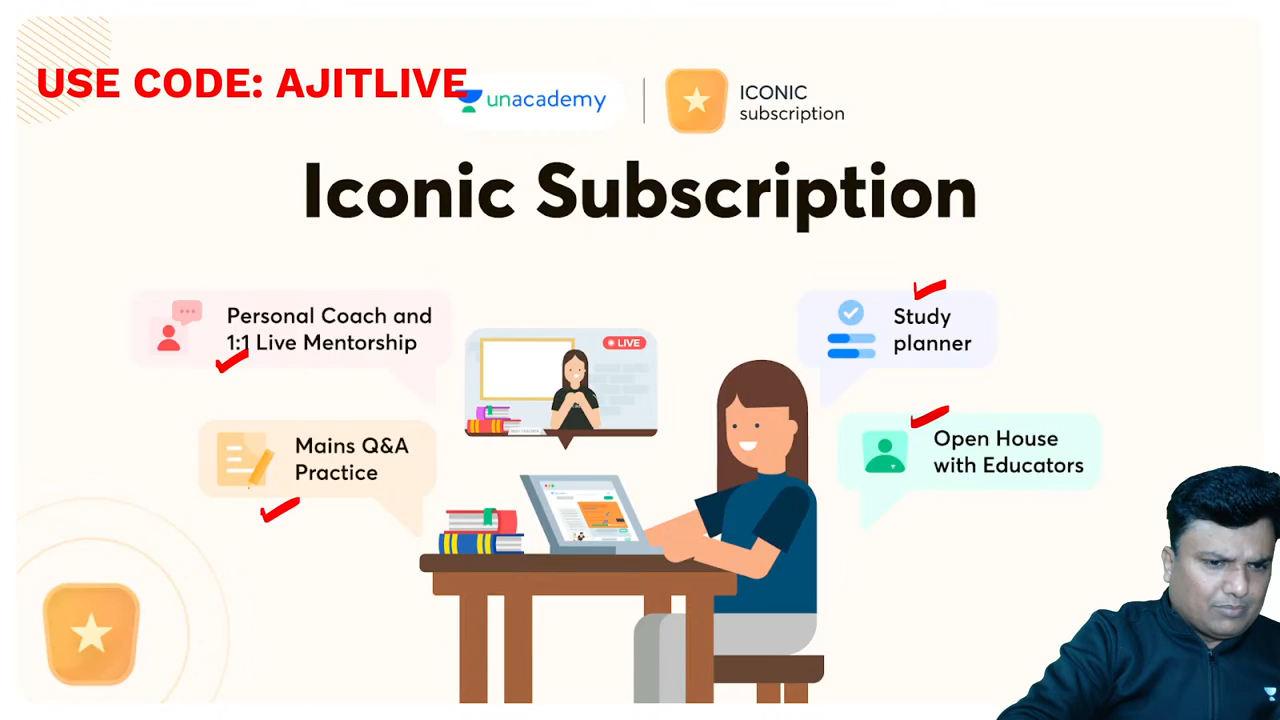 USE CODE: AJITLIVE
unacademy
ICONIC
subscription
Iconic Subscription
Personal Coach and
1:1 Live Mentorship
LIVE
Study
planner
Mains Q&A
Practice
Open House
with Educators